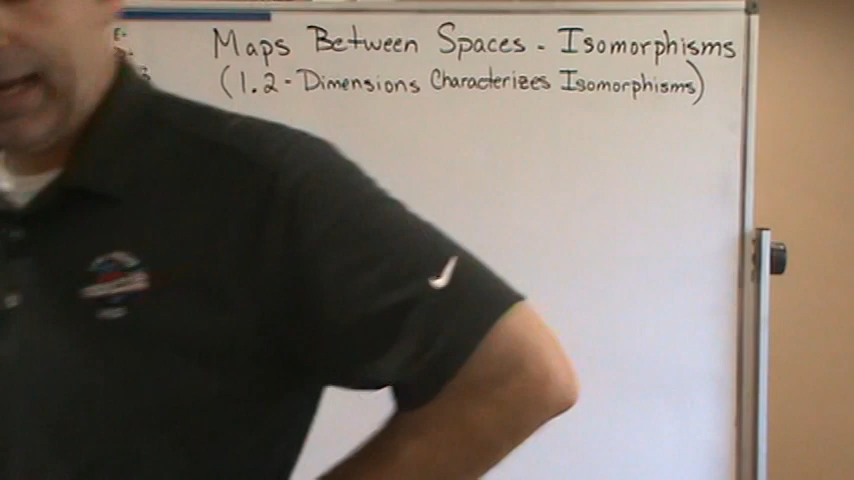 Maps Between Spaces - Isomorphisms
(1.2 - Dimensions Characterizes Isomorphisms)